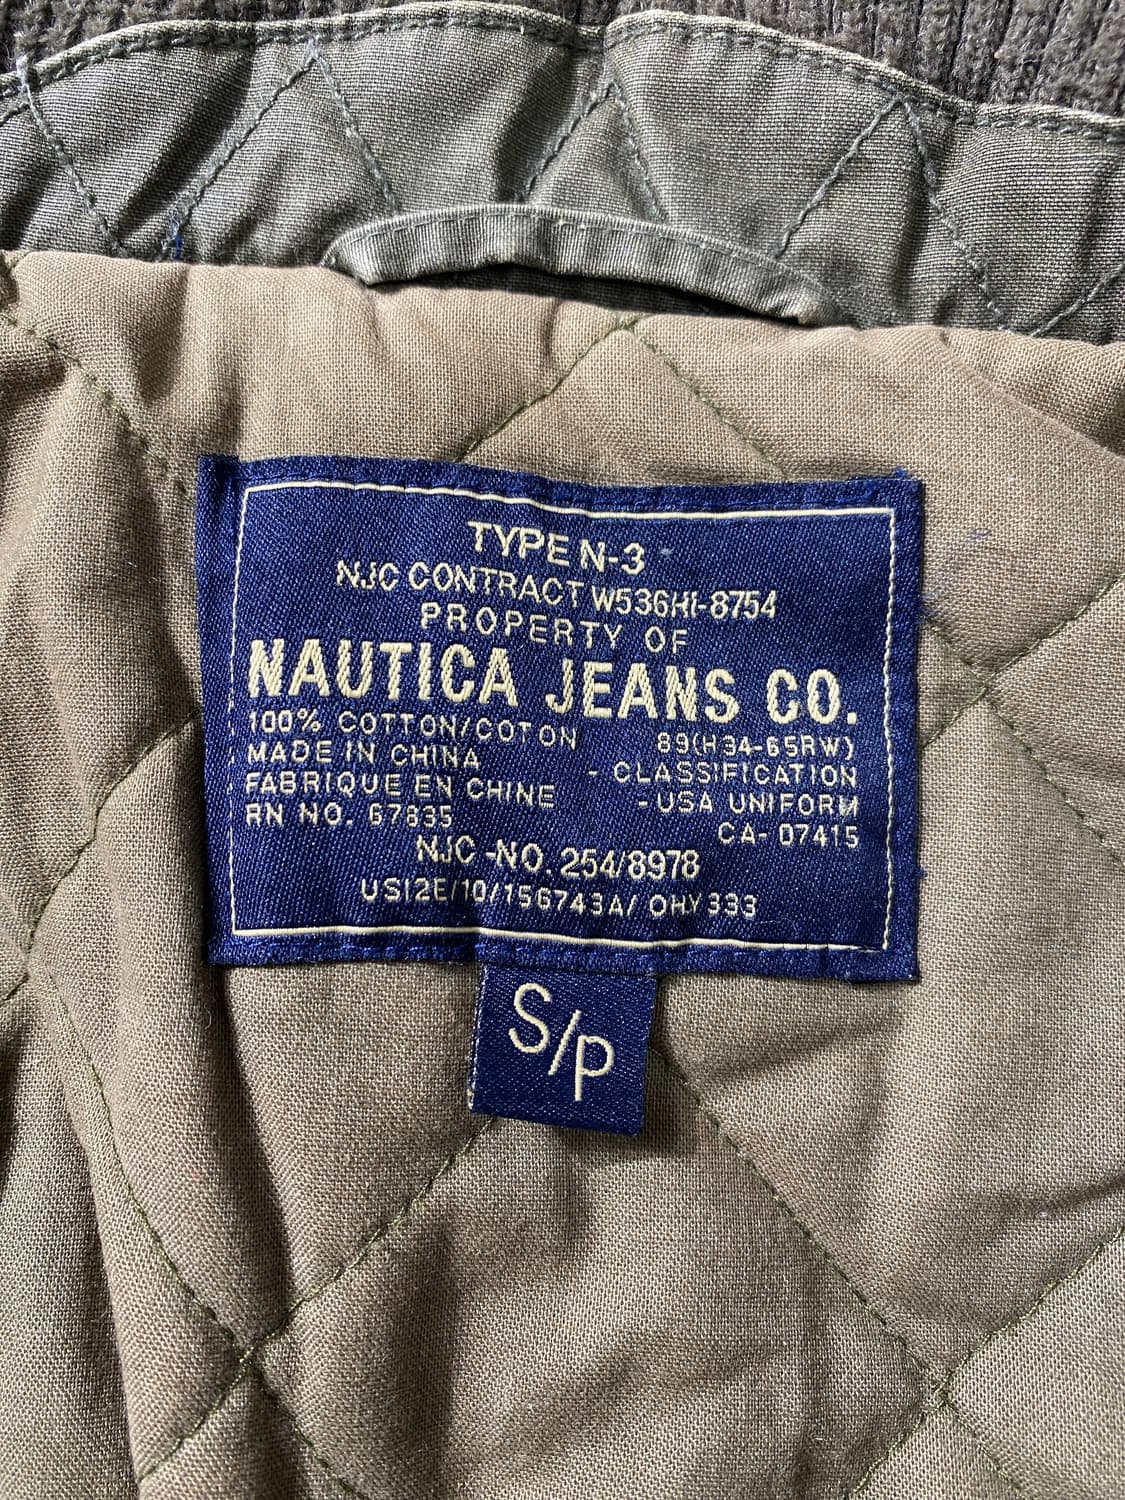 TYPE N-3
NJC CONTRACT W536HI-8754
PROPERTY OF
NAUTICA JEANS CO.
100% COTTON/COTON
MADE IN CHINA
FABRIQUE EN CHINE
RN NO. 67835
89(H34-65RW)
- CLASSIFICATION
- USA UNIFORM
CA- 07415
NJC -NO. 254/8978
USI2E/10/156743A/ OHY333
S/P